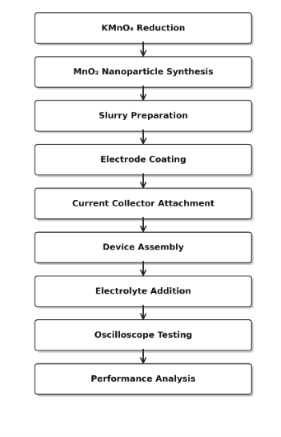 KMnO₄ Reduction
MnO₂ Nanoparticle Synthesis
Slurry Preparation
Electrode Coating
Current Collector Attachment
Device Assembly
Electrolyte Addition
Oscilloscope Testing
Performance Analysis